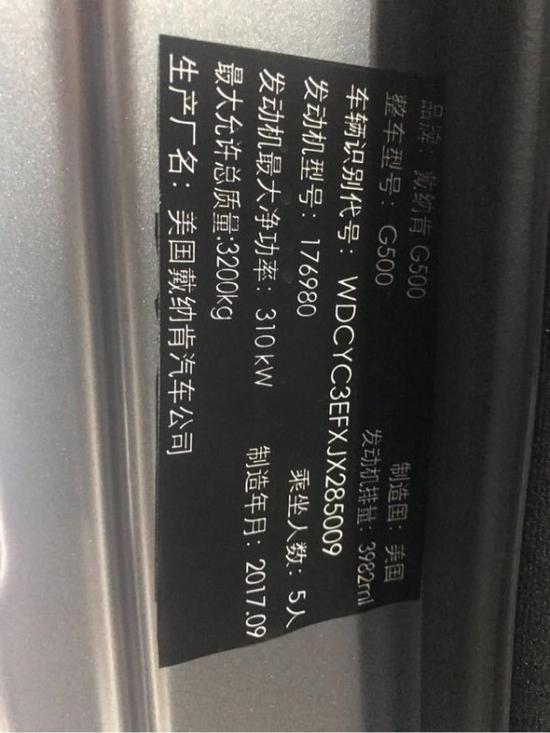 品牌：戴纳肯 G500 制造国：美国
整车型号：G500 发动机排量：3982ml
车辆识别代号：WDCYC3EFXJX285009
发动机型号：176980 乘坐人数：5人
发动机最大净功率：310kW 制造年月：2017.09
最大允许总质量:3200kg
生产厂名：美国戴纳肯汽车公司